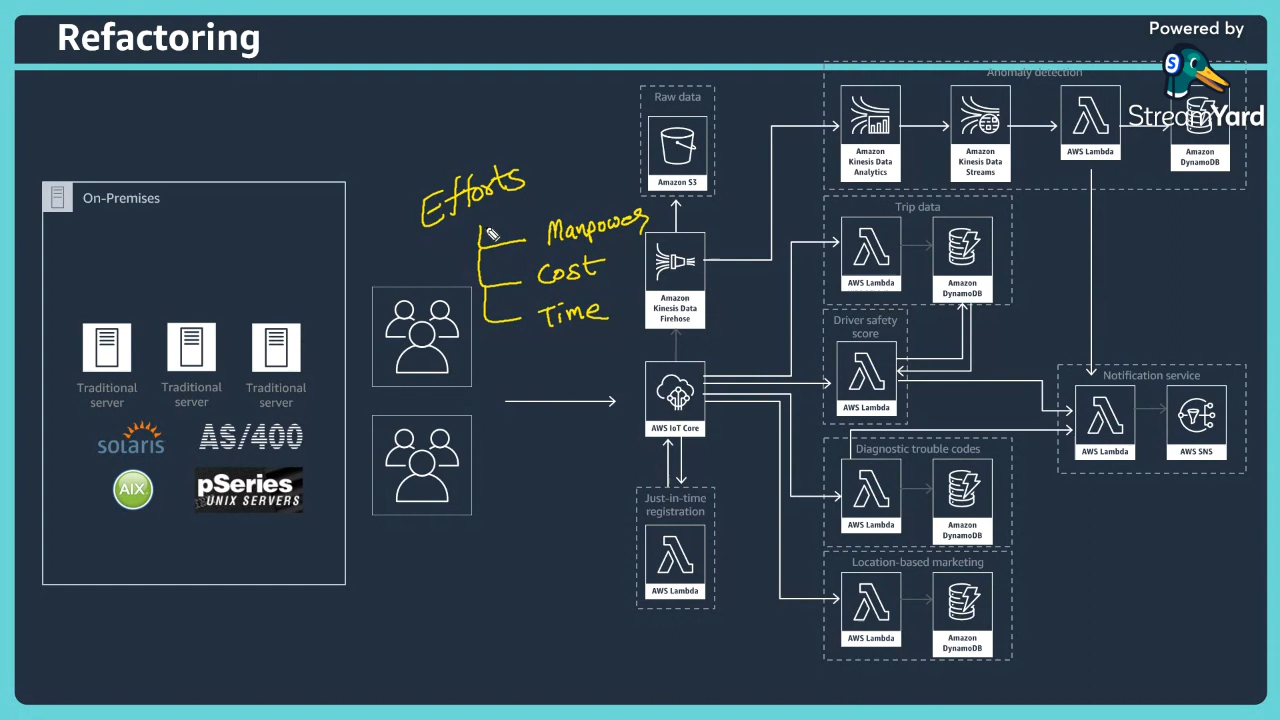 Refactoring
Powered by
StreamYard
On-Premises
Traditional
server
Traditional
server
Traditional
server
SOLARIS
AS/400
AIX
pSeries
UNIX SERVERS
Efforts
Manpower
Cost
Time
Raw data
Amazon S3
Amazon
Kinesis Data
Firehose
AWS IoT Core
Just-in-time
registration
AWS Lambda
Anomaly detection
Amazon
Kinesis Data
Analytics
Amazon
Kinesis Data
Streams
AWS Lambda
Amazon
DynamoDB
Trip data
AWS Lambda
Amazon
DynamoDB
Driver safety
score
AWS Lambda
Notification service
AWS Lambda
AWS SNS
Diagnostic trouble codes
AWS Lambda
Amazon
DynamoDB
Location-based marketing
AWS Lambda
Amazon
DynamoDB